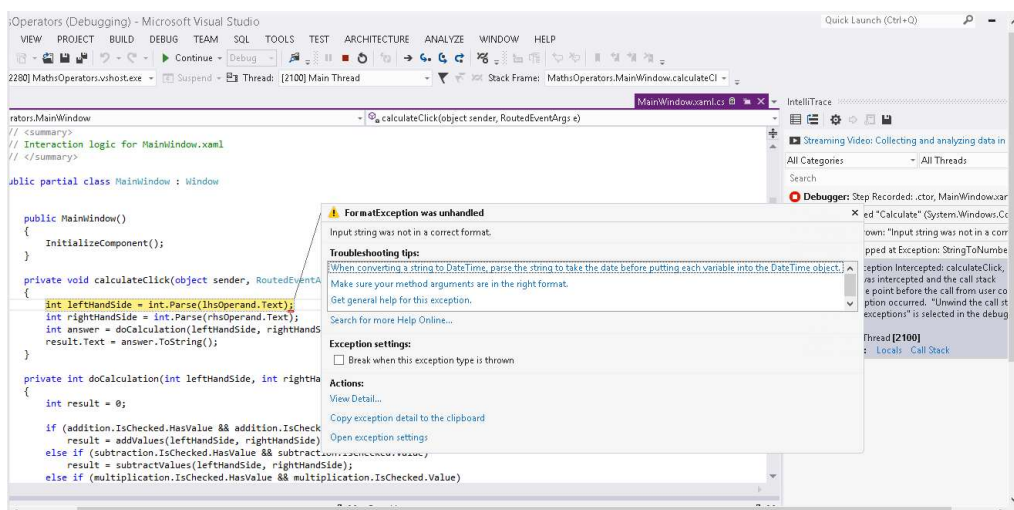 sOperators (Debugging) - Microsoft Visual Studio
Quick Launch (Ctrl+Q)
VIEW PROJECT BUILD DEBUG TEAM SQL TOOLS TEST ARCHITECTURE ANALYZE WINDOW HELP
Continue Debug
2280] MathsOperators.vshost.exe Suspend Thread: [2100] Main Thread Stack Frame: MathsOperators.MainWindow.calculateCl
MainWindow.xaml.cs
rators.MainWindow
calculateClick(object sender, RoutedEventArgs e)
// <summary>
// Interaction logic for MainWindow.xaml
// </summary>
ublic partial class MainWindow : Window
public MainWindow()
{
InitializeComponent();
}
private void calculateClick(object sender, RoutedEventA
{
int leftHandSide = int.Parse(lhsOperand.Text);
int rightHandSide = int.Parse(rhsOperand.Text);
int answer = doCalculation(leftHandSide, rightHandS
result.Text = answer.ToString();
}
private int doCalculation(int leftHandSide, int rightHa
{
int result = 0;
if (addition.IsChecked.HasValue && addition.IsCheck
result = addValues(leftHandSide, rightHandSide)
else if (subtraction.IsChecked.HasValue && subtraction.IsChecked.Value)
result = subtractValues(leftHandSide, rightHandSide);
else if (multiplication.IsChecked.HasValue && multiplication.IsChecked.Value)
FormatException was unhandled
Input string was not in a correct format.
Troubleshooting tips:
When converting a string to DateTime, parse the string to take the date before putting each variable into the DateTime object.
Make sure your method arguments are in the right format.
Get general help for this exception.
Search for more Help Online...
Exception settings:
Break when this exception type is thrown
Actions:
View Detail...
Copy exception detail to the clipboard
Open exception settings
IntelliTrace
Streaming Video: Collecting and analyzing data in
All Categories All Threads
Search
Debugger: Step Recorded: .ctor, MainWindow.xar
ed "Calculate" (System.Windows.Cc
own: "Input string was not in a corr
pped at Exception: StringToNumbe
ception Intercepted: calculateClick,
was intercepted and the call stack
e point before the call from user co
ption occurred. "Unwind the call st
exceptions" is selected in the debug
Thread [2100]
: Locals Call Stack